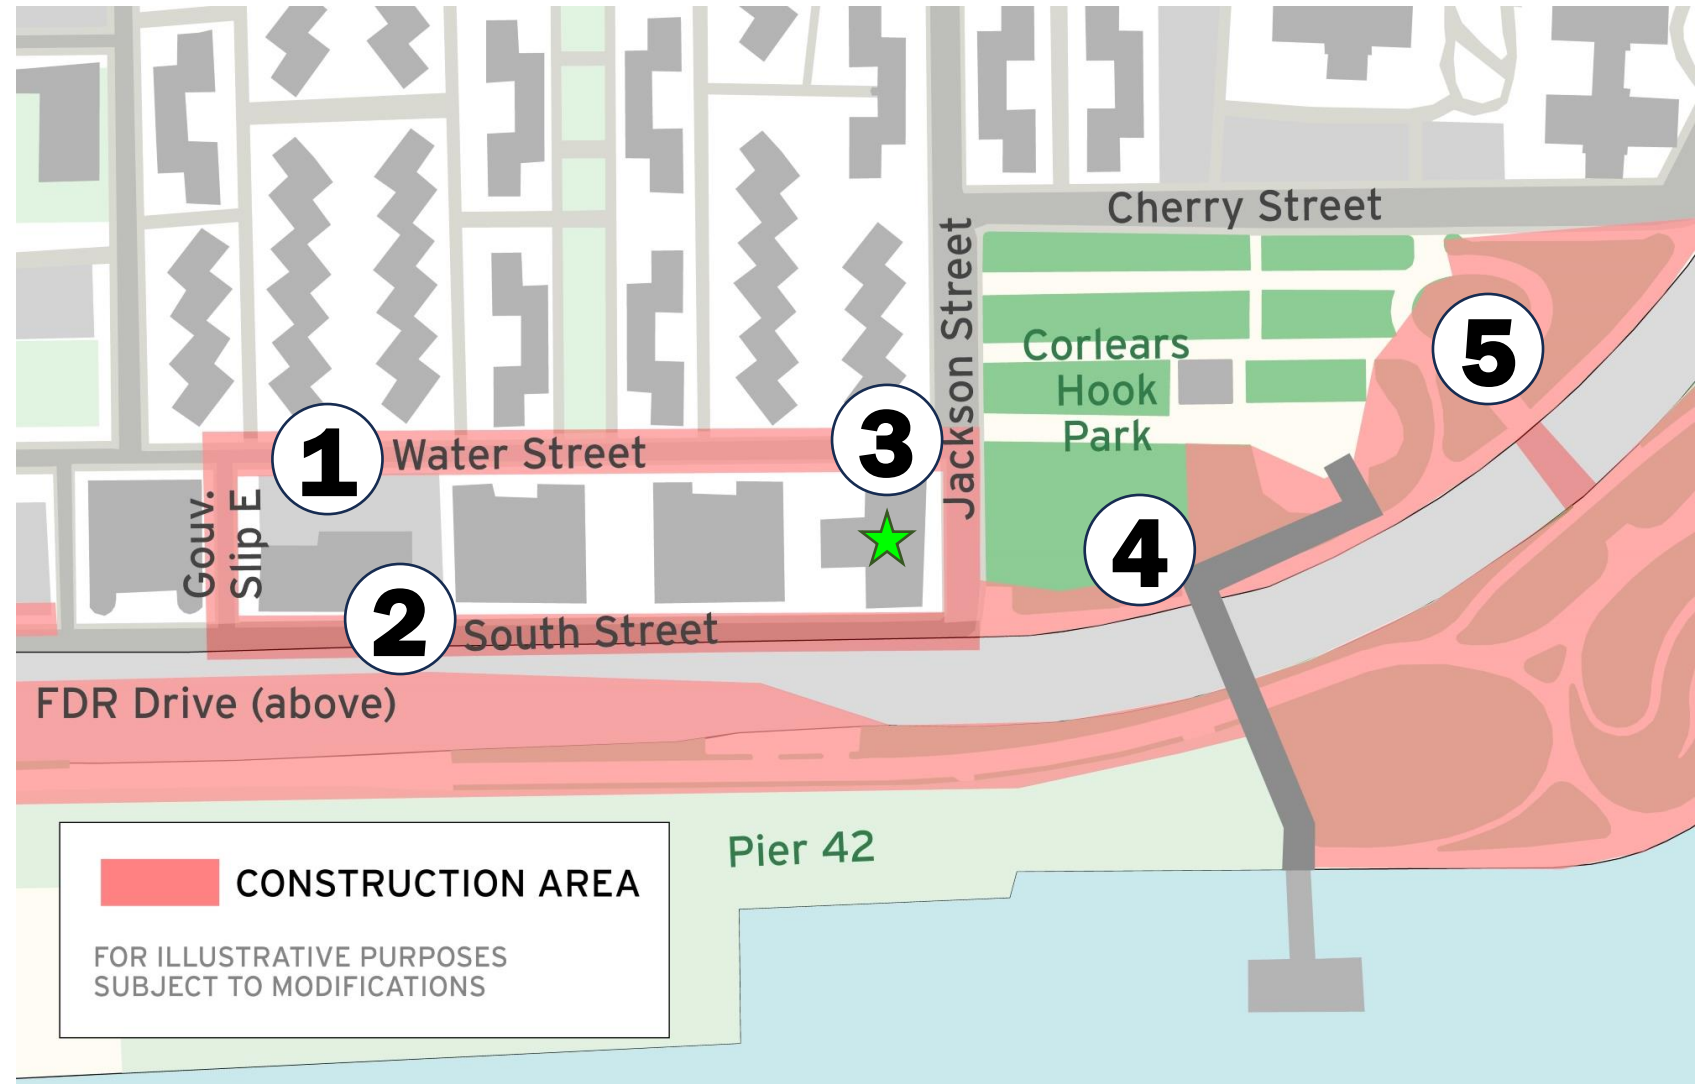 Cherry Street
Jackson Street
Corlears
Hook
Park
5
1
Water Street
3
Gouv.
Slip E
4
2
South Street
FDR Drive (above)
Pier 42
CONSTRUCTION AREA
FOR ILLUSTRATIVE PURPOSES
SUBJECT TO MODIFICATIONS